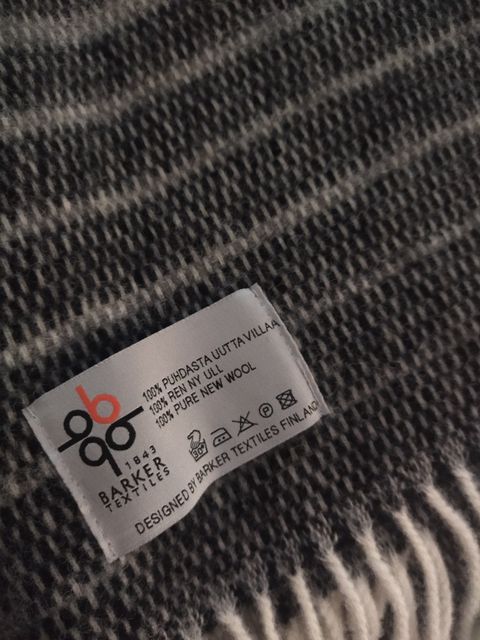 100% PUHDASTA UUTTA VILLAA
100% REN NY ULL
100% PURE NEW WOOL
1843
BARKER
TEXTILES
30°
P
DESIGNED BY BARKER TEXTILES FINLAND